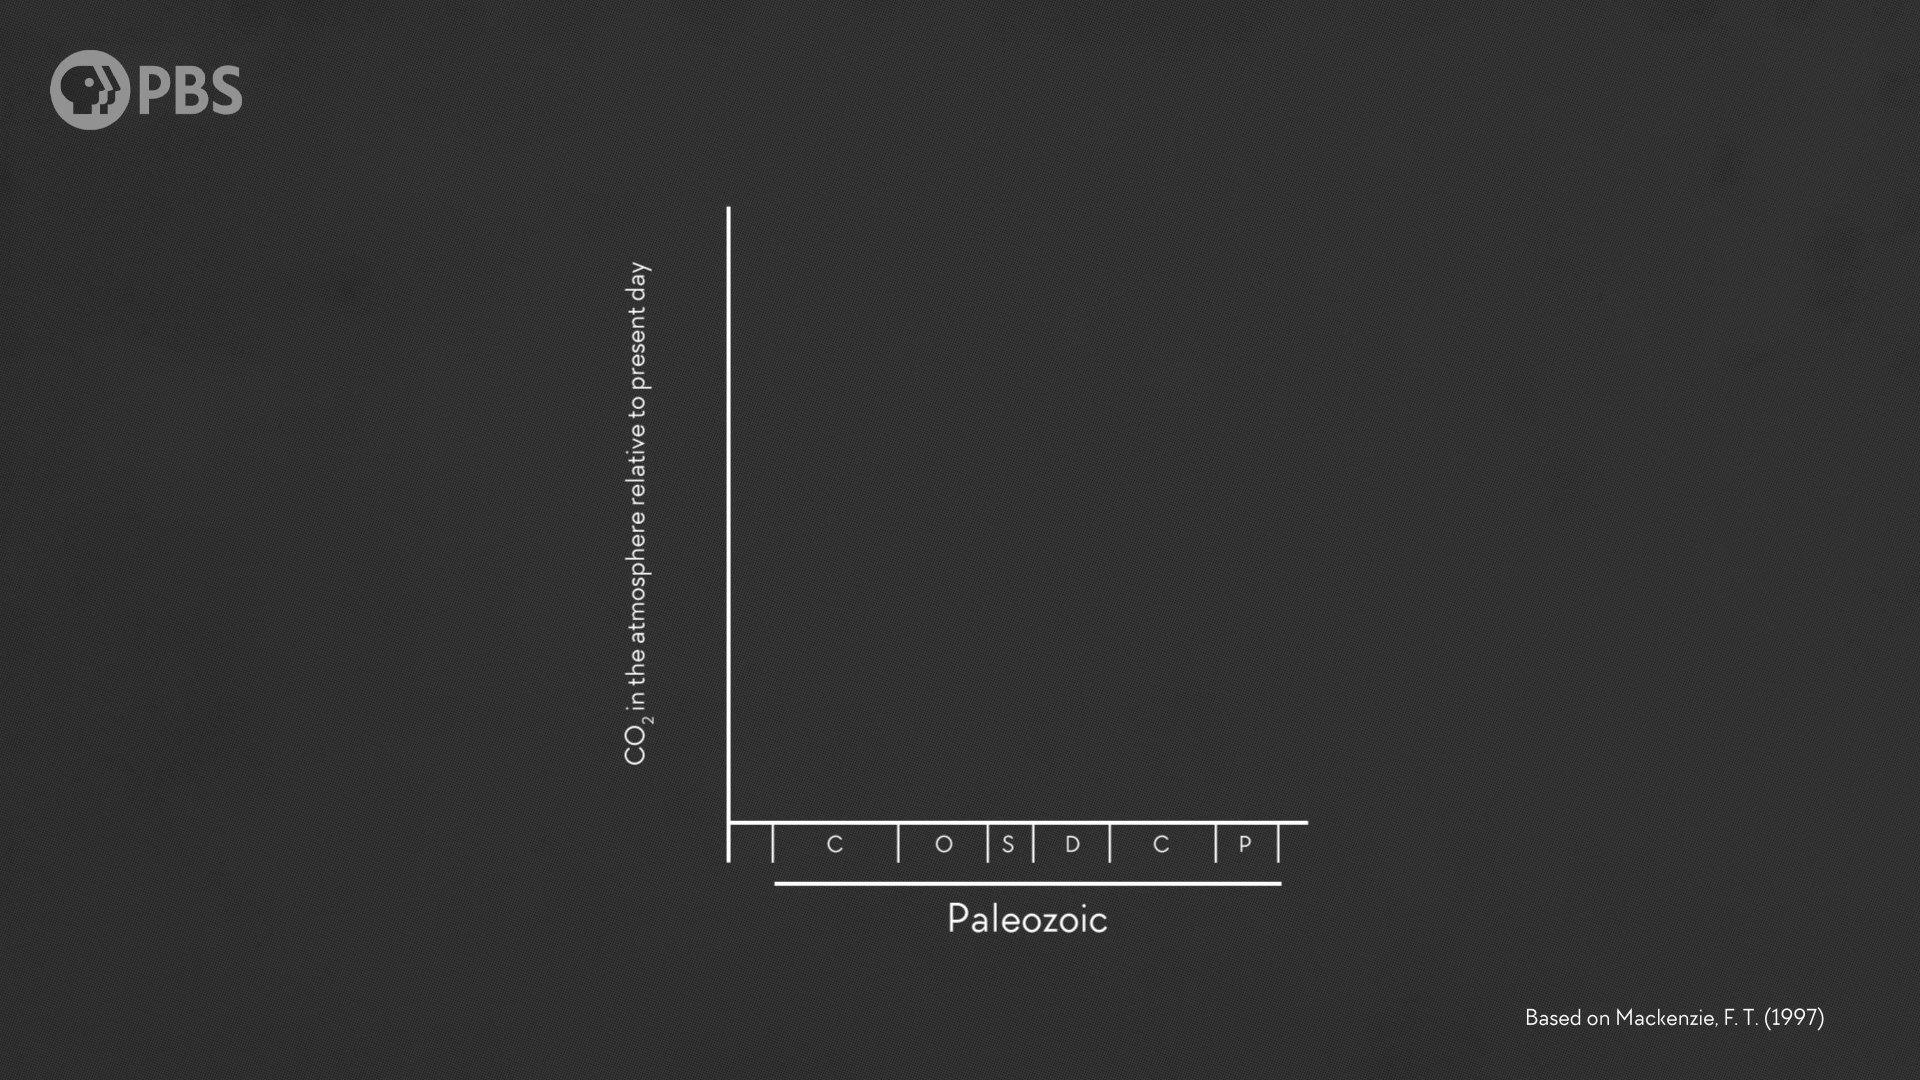 PBS
CO₂ in the atmosphere relative to present day
C O S D C P
Paleozoic
Based on Mackenzie, F. T. (1997)